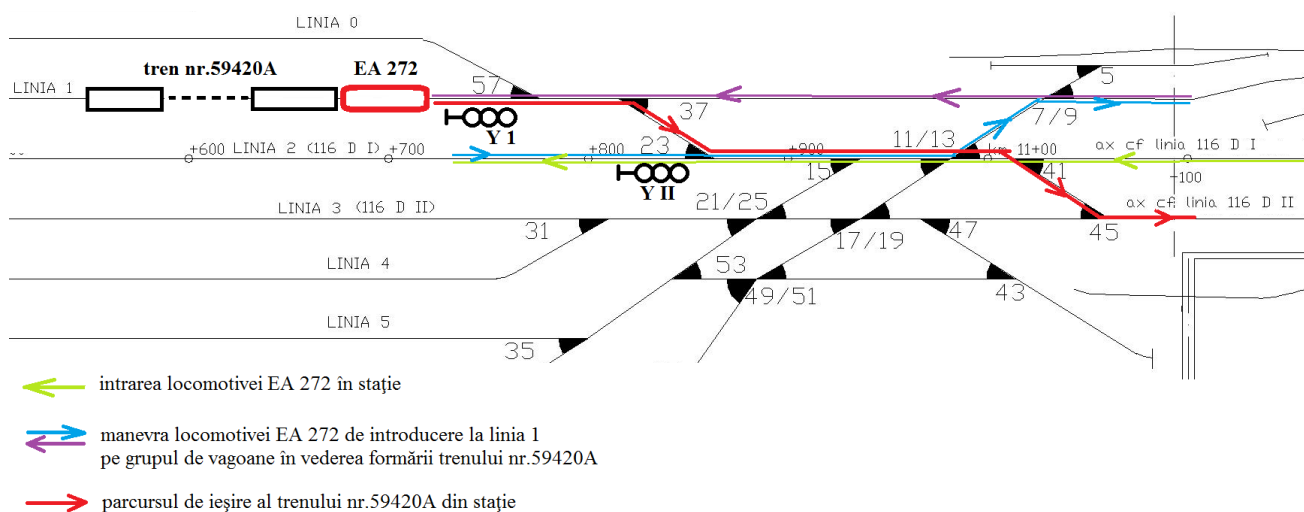 LINIA 0
tren nr.59420A EA 272
57
5
LINIA 1
37
7/9
Y 1
23
11/13
LINIA 2 (116 D I)
ax cf linia 116 D I
+600 +700 +800 +900 km 11+00 +100
15
41
Y II
21/25
ax cf linia 116 D II
LINIA 3 (116 D II)
31
17/19
47
45
LINIA 4
53
49/51
43
LINIA 5
35
intrarea locomotivei EA 272 în stație
manevra locomotivei EA 272 de introducere la linia 1
pe grupul de vagoane în vederea formării trenului nr.59420A
parcursul de ieșire al trenului nr.59420A din stație